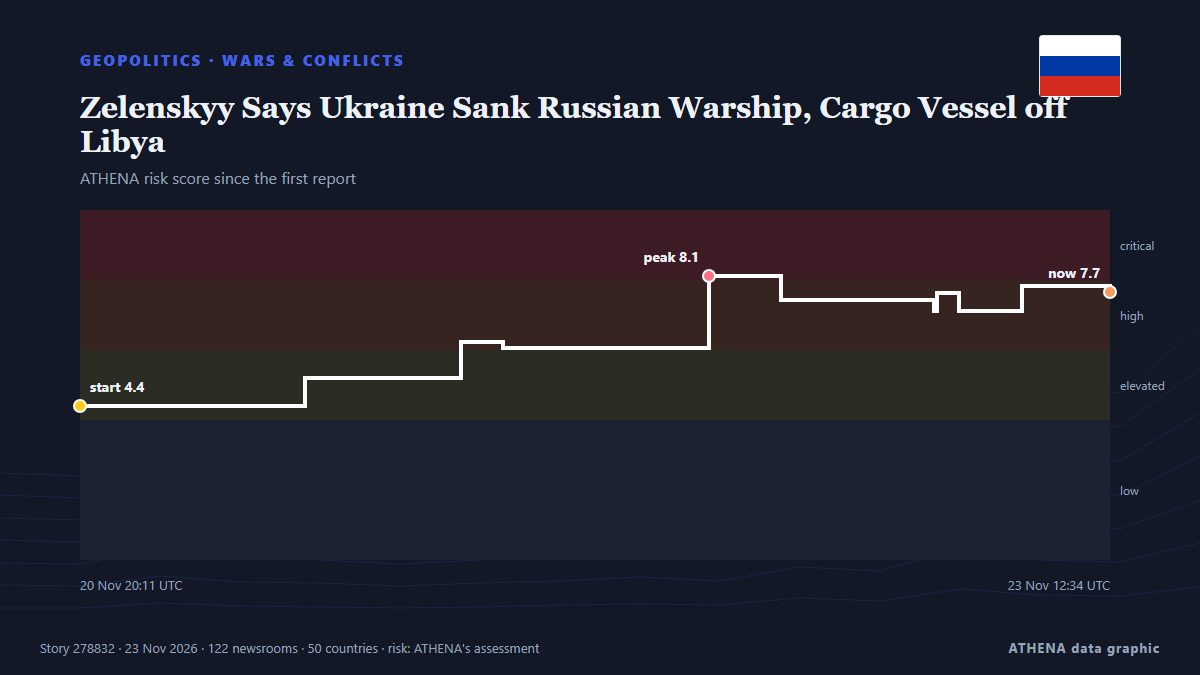 GEOPOLITICS · WARS & CONFLICTS
Zelenskyy Says Ukraine Sank Russian Warship, Cargo Vessel off
Libya
ATHENA risk score since the first report
critical
peak 8.1
now 7.7
high
start 4.4
elevated
low
20 Nov 20:11 UTC
23 Nov 12:34 UTC
Story 278832 · 23 Nov 2026 · 122 newsrooms · 50 countries · risk: ATHENA's assessment
ATHENA data graphic